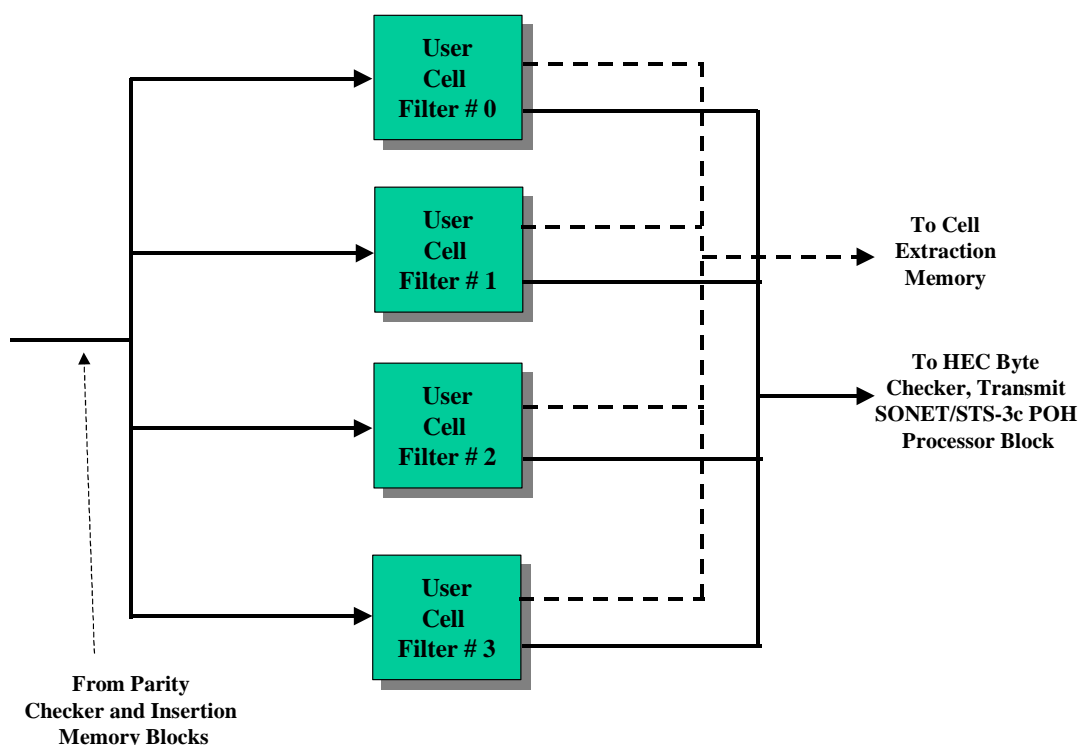 User
Cell
Filter # 0
User
Cell
Filter # 1
To Cell
Extraction
Memory
User
Cell
Filter # 2
To HEC Byte
Checker, Transmit
SONET/STS-3c POH
Processor Block
User
Cell
Filter # 3
From Parity
Checker and Insertion
Memory Blocks